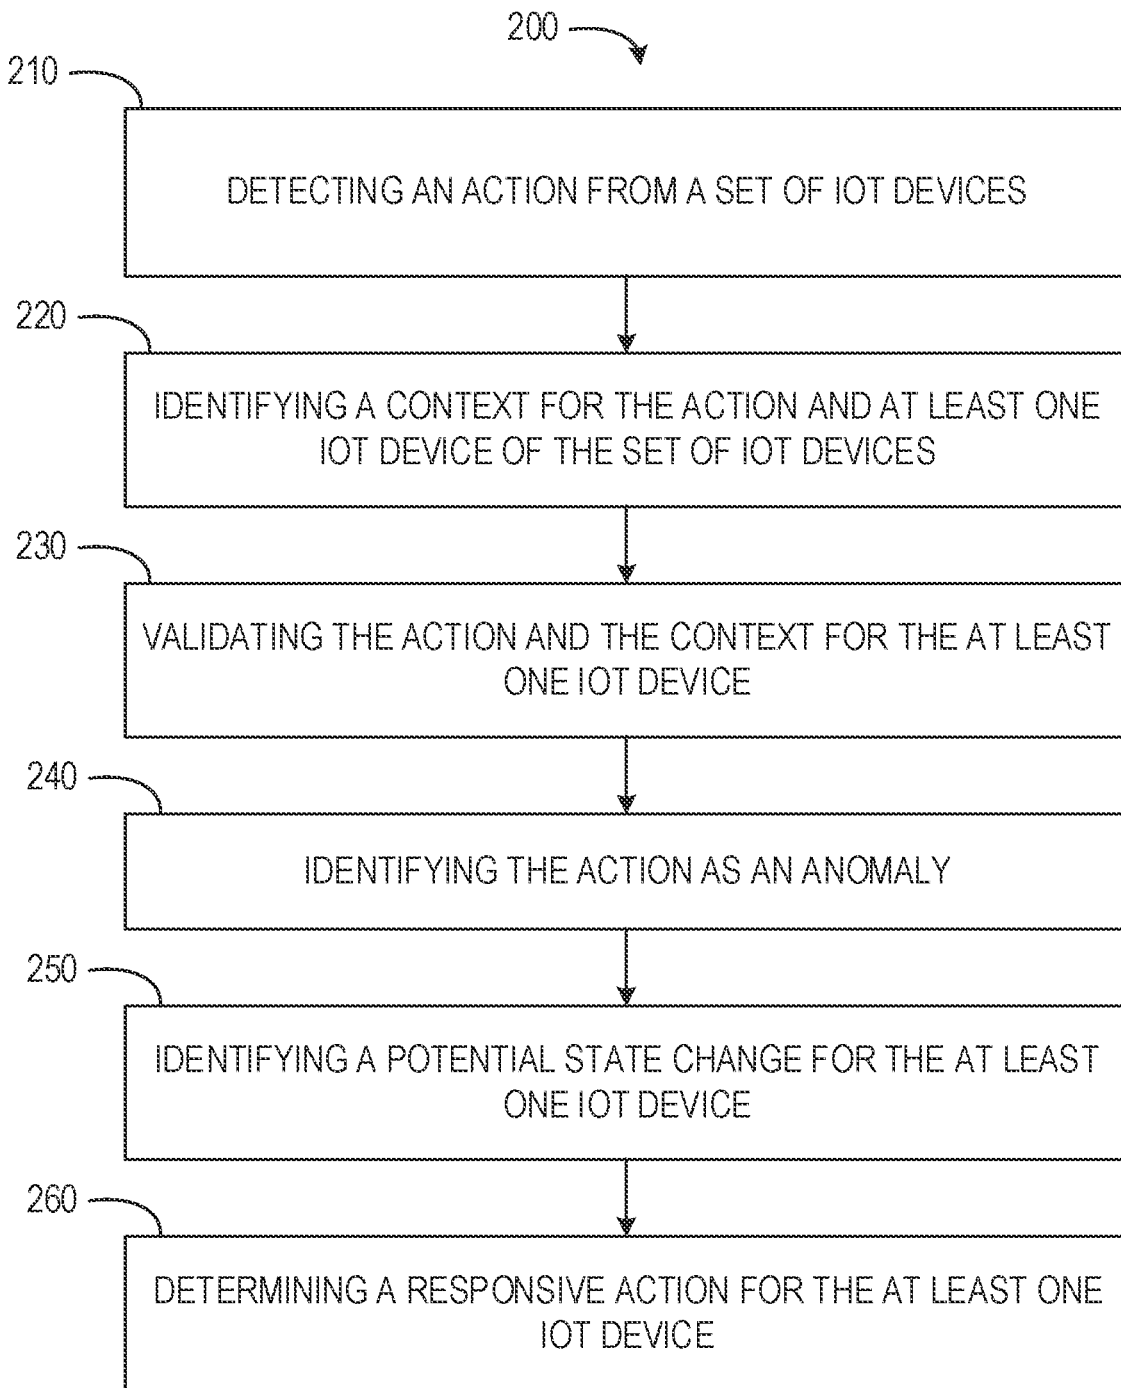 200
210
DETECTING AN ACTION FROM A SET OF IOT DEVICES
220
IDENTIFYING A CONTEXT FOR THE ACTION AND AT LEAST ONE
IOT DEVICE OF THE SET OF IOT DEVICES
230
VALIDATING THE ACTION AND THE CONTEXT FOR THE AT LEAST
ONE IOT DEVICE
240
IDENTIFYING THE ACTION AS AN ANOMALY
250
IDENTIFYING A POTENTIAL STATE CHANGE FOR THE AT LEAST
ONE IOT DEVICE
260
DETERMINING A RESPONSIVE ACTION FOR THE AT LEAST ONE
IOT DEVICE